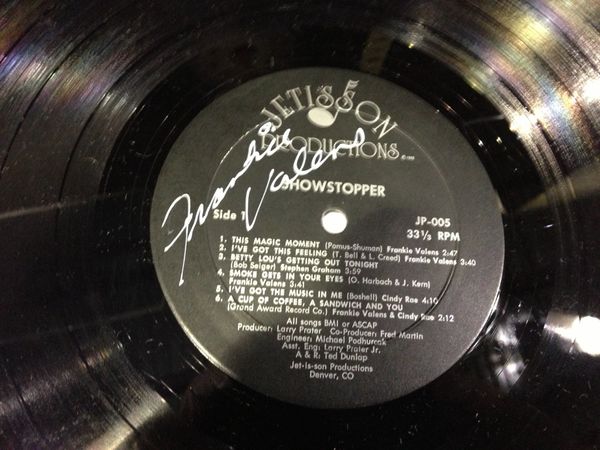 JETISSON
PRODUCTIONS
Frankie
Valens
SHOWSTOPPER
Side 1
JP-005
33⅓ RPM
1. THIS MAGIC MOMENT (Pomus-Shuman) Frankie Valens 2:47
2. I'VE GOT THIS FEELING (T. Bell & L. Creed) Frankie Valens 3:40
3. BETTY LOU'S GETTING OUT TONIGHT
(Bob Seiger) Stephen Graham 3:59
4. SMOKE GETS IN YOUR EYES (O. Harbach & J. Kern)
Frankie Valens 3:41
5. I'VE GOT THE MUSIC IN ME (Boshell) Cindy Rae 4:10
6. A CUP OF COFFEE, A SANDWICH AND YOU
(Grand Award Record Co.) Frankie Valens & Cindy Rae 2:12
All songs BMI or ASCAP
Producer: Larry Prater Co-Producer: Fred Martin
Engineer: Michael Podhurcak
Asst. Eng: Larry Prater Jr.
A & R: Ted Dunlap
Jet-is-son Productions
Denver, CO